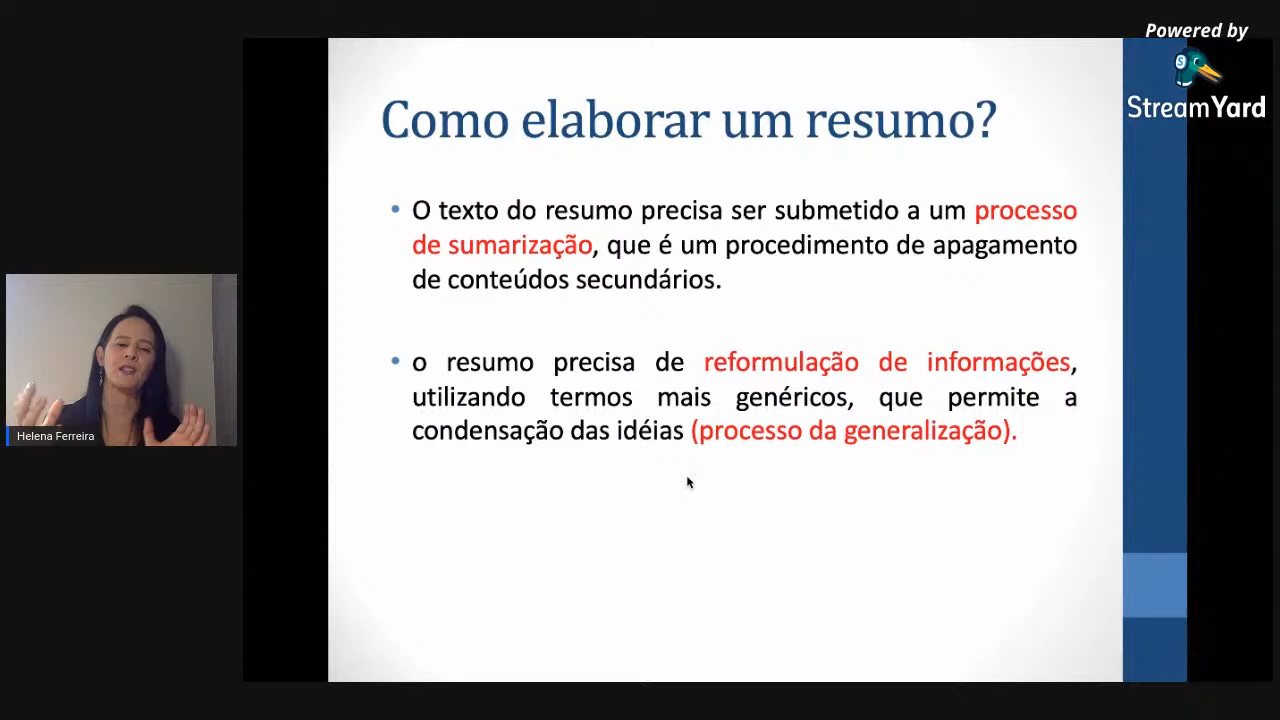 Powered by
StreamYard
Como elaborar um resumo?
• O texto do resumo precisa ser submetido a um processo
de sumarização, que é um procedimento de apagamento
de conteúdos secundários.
• o resumo precisa de reformulação de informações,
utilizando termos mais genéricos, que permite a
condensação das idéias (processo da generalização).
Helena Ferreira